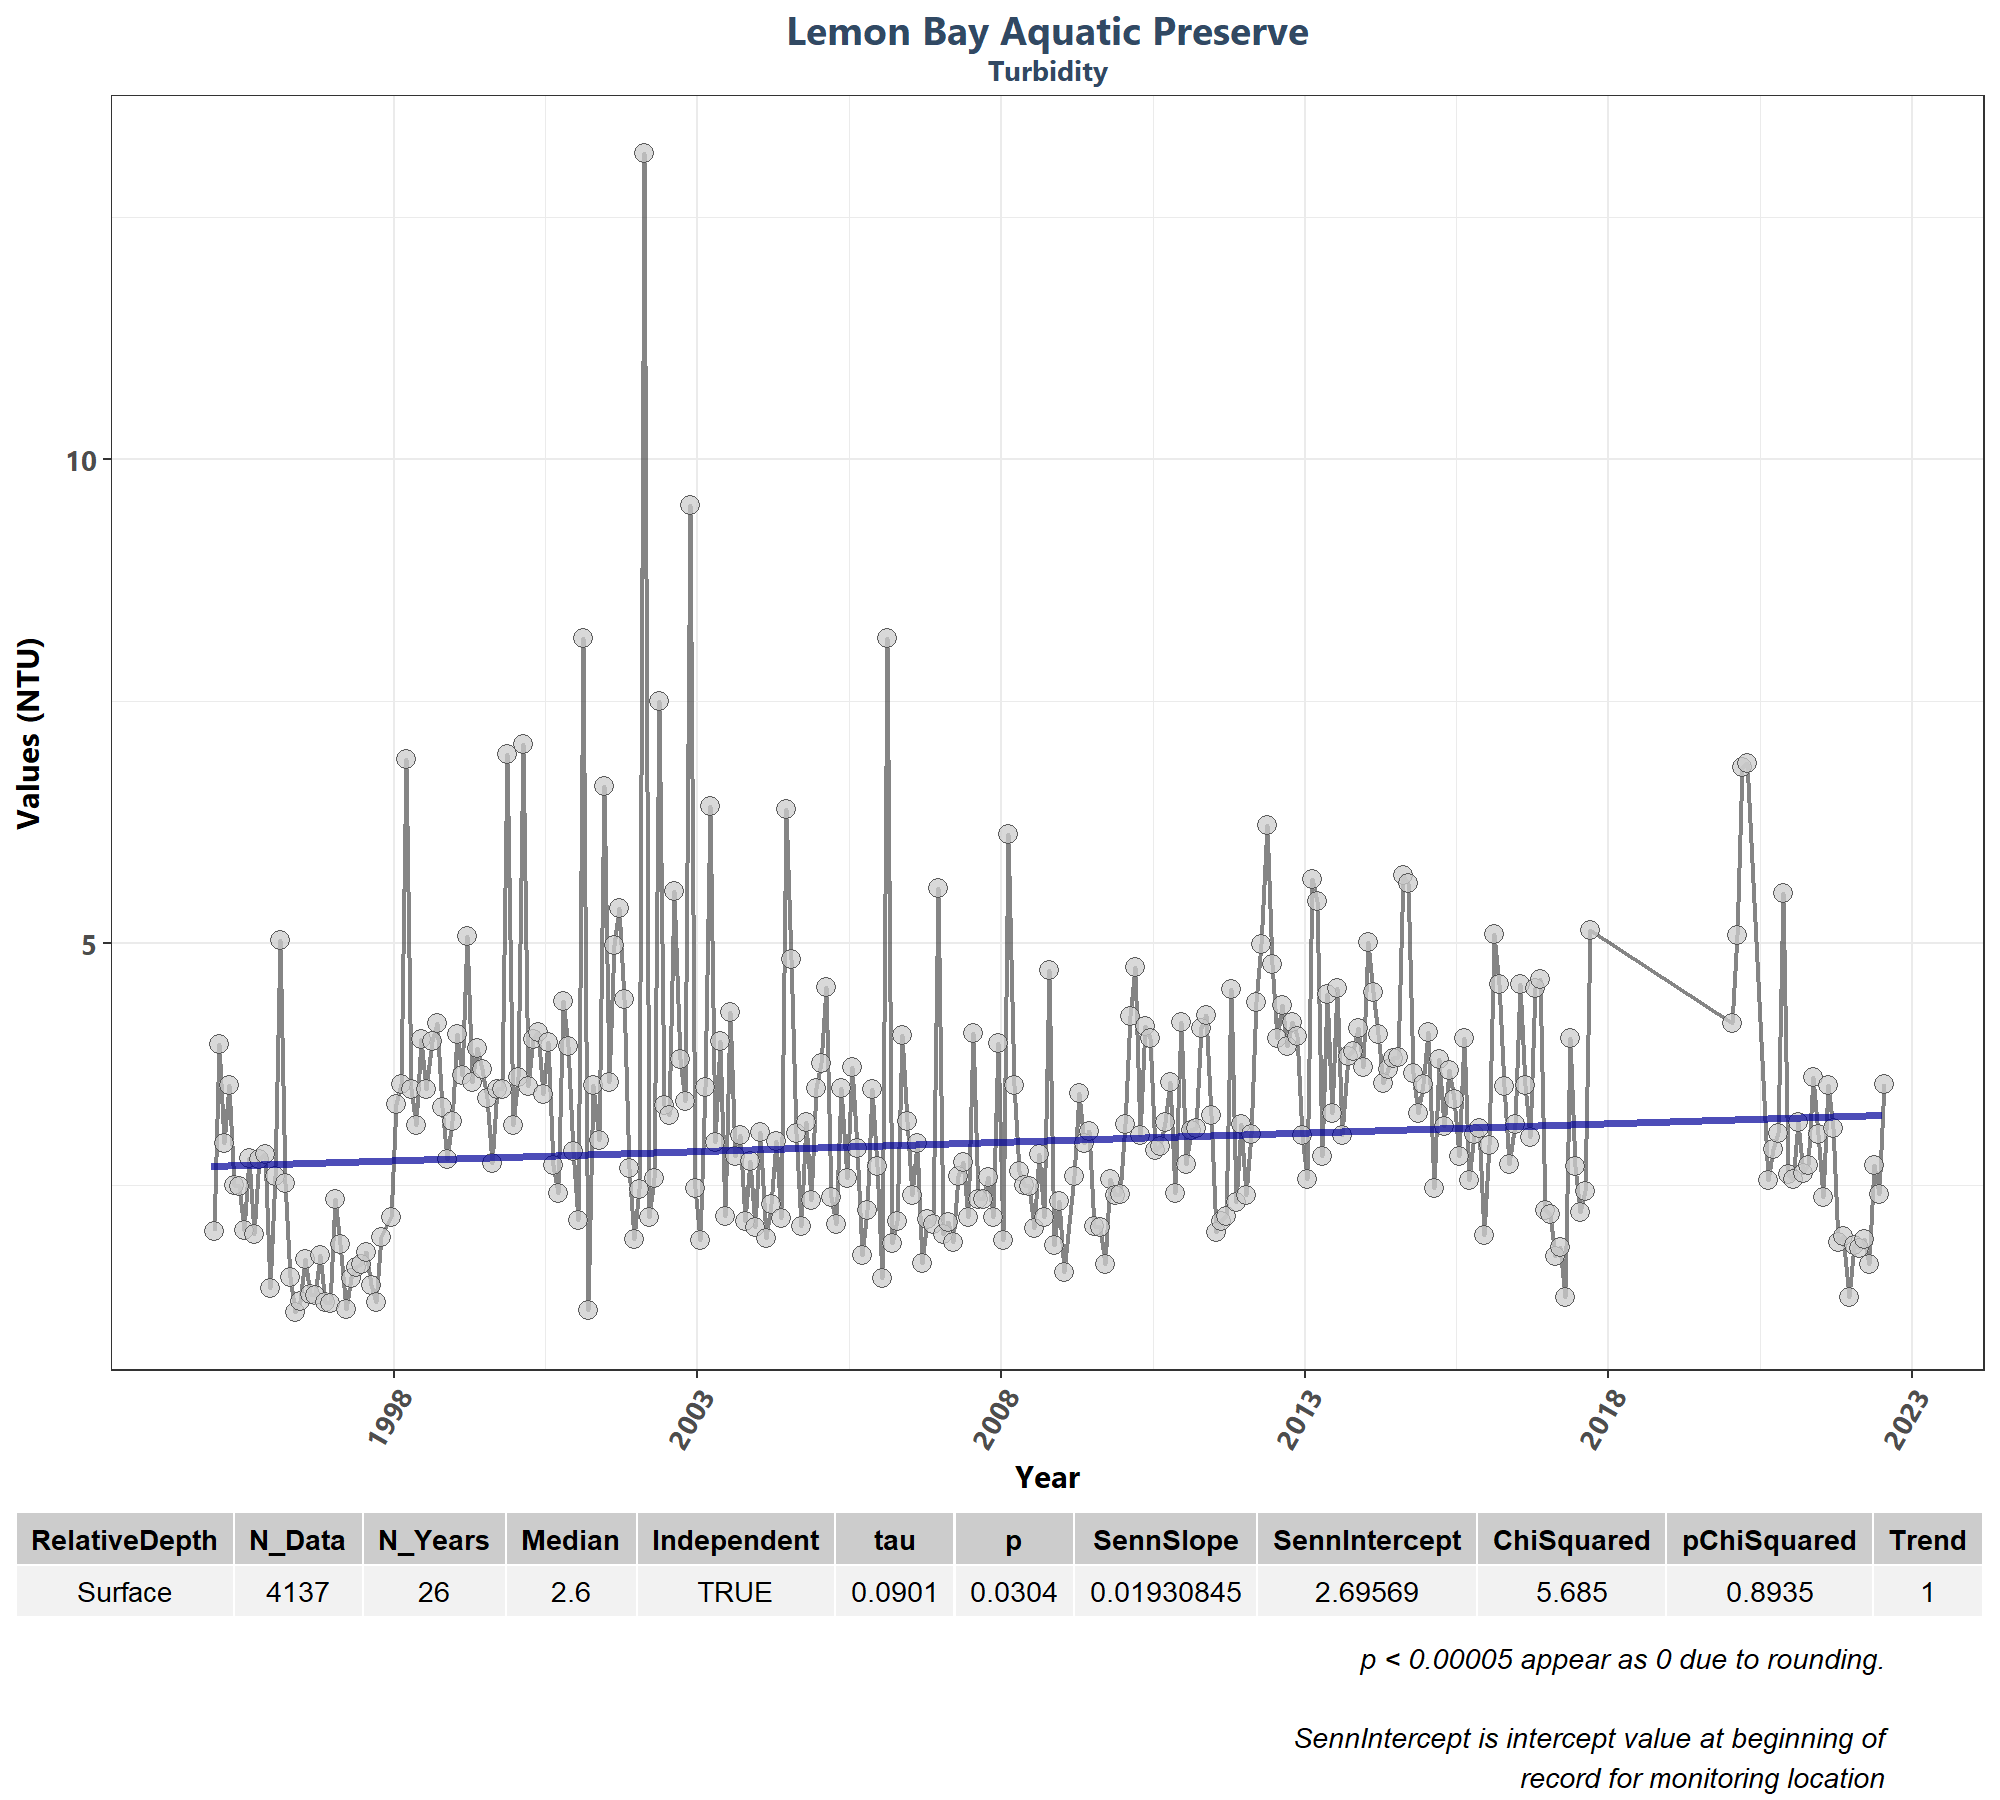 Lemon Bay Aquatic Preserve
Turbidity
Values (NTU)
10
5
1998 2003 2008 2013 2018 2023
Year
RelativeDepth N_Data N_Years Median Independent tau p SennSlope SennIntercept ChiSquared pChiSquared Trend
Surface 4137 26 2.6 TRUE 0.0901 0.0304 0.01930845 2.69569 5.685 0.8935 1
p < 0.00005 appear as 0 due to rounding.
SennIntercept is intercept value at beginning of
record for monitoring location